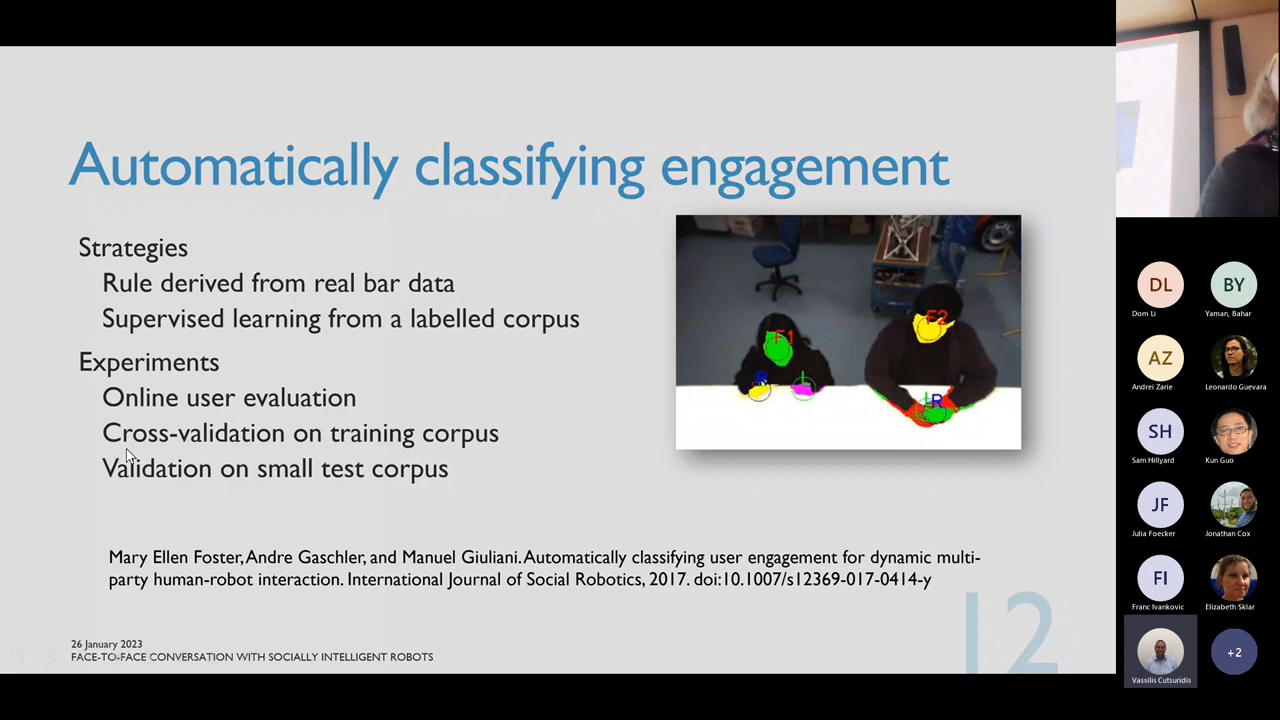 Automatically classifying engagement
Strategies
Rule derived from real bar data
Supervised learning from a labelled corpus
Experiments
Online user evaluation
Cross-validation on training corpus
Validation on small test corpus
F1
R
L
F2
L
R
Mary Ellen Foster, Andre Gaschler, and Manuel Giuliani. Automatically classifying user engagement for dynamic multi-
party human-robot interaction. International Journal of Social Robotics, 2017. doi:10.1007/s12369-017-0414-y
26 January 2023
FACE-TO-FACE CONVERSATION WITH SOCIALLY INTELLIGENT ROBOTS
12
DL
BY
Dom Li
Yaman, Bahar
AZ
Andrei Zarie
Leonardo Guevara
SH
Sam Hillyard
Kun Guo
JF
Julia Foecker
Jonathan Cox
FI
Franc Ivankovic
Elizabeth Sklar
+2
Vassilis Cutsuridis